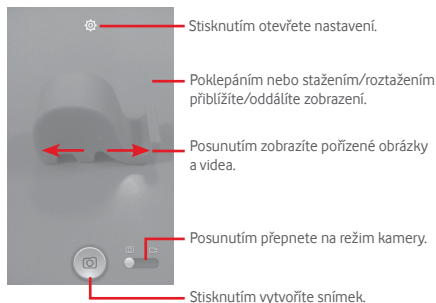 Stisknutím otevřete nastavení.
Poklepáním nebo stažením/roztažením
přiblížíte/oddálíte zobrazení.
Posunutím zobrazíte pořízené obrázky
a videa.
Posunutím přepnete na režim kamery.
Stisknutím vytvoříte snímek.